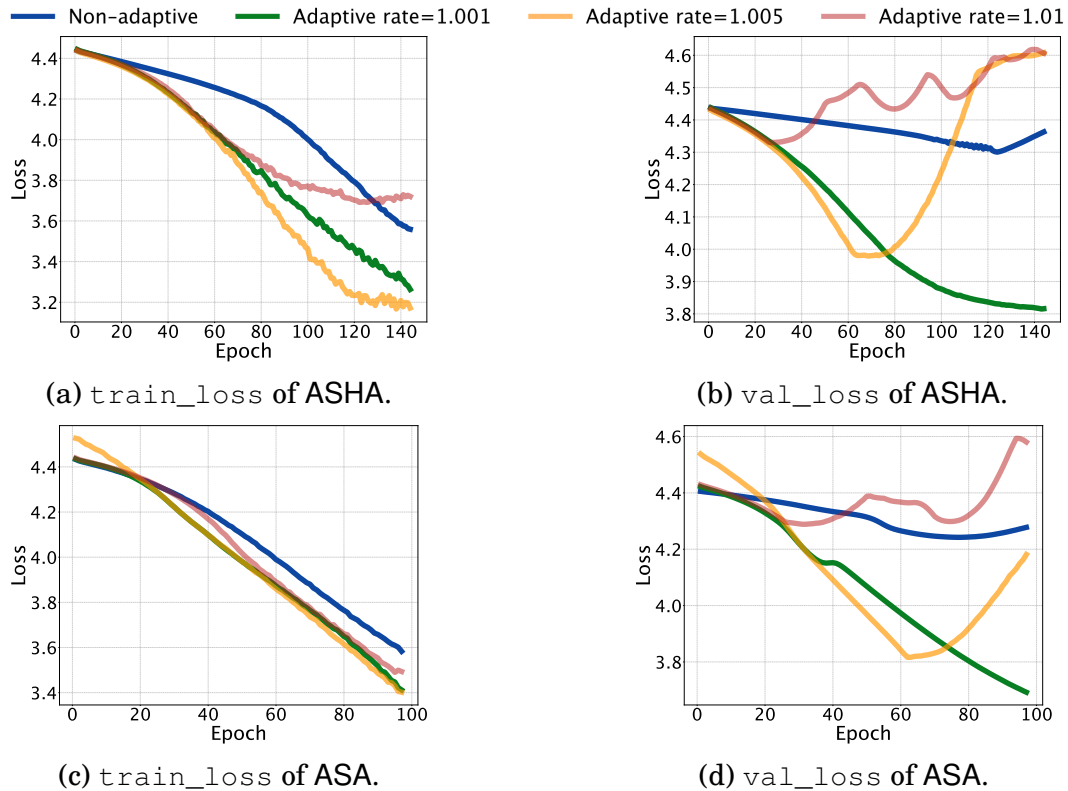 Non-adaptive Adaptive rate=1.001 Adaptive rate=1.005 Adaptive rate=1.01
4.4
4.2
4.0
3.8
3.6
3.4
3.2
Loss
0 20 40 60 80 100 120 140
Epoch
(a) train_loss of ASHA.
4.6
4.5
4.4
4.3
4.2
4.1
4.0
3.9
3.8
Loss
0 20 40 60 80 100 120 140
Epoch
(b) val_loss of ASHA.
4.4
4.2
4.0
3.8
3.6
3.4
Loss
0 20 40 60 80 100
Epoch
(c) train_loss of ASA.
4.6
4.4
4.2
4.0
3.8
Loss
0 20 40 60 80 100
Epoch
(d) val_loss of ASA.